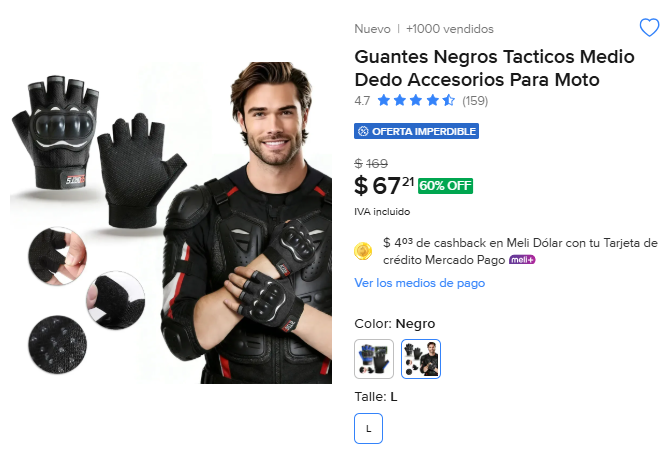 Nuevo | +1000 vendidos
Guantes Negros Tacticos Medio
Dedo Accesorios Para Moto
4.7 (159)
OFERTA IMPERDIBLE
$ 169
$ 67 21 60% OFF
IVA incluido
$ 4⁰³ de cashback en Meli Dólar con tu Tarjeta de
crédito Mercado Pago meli+
Ver los medios de pago
Color: Negro
Talle: L
L